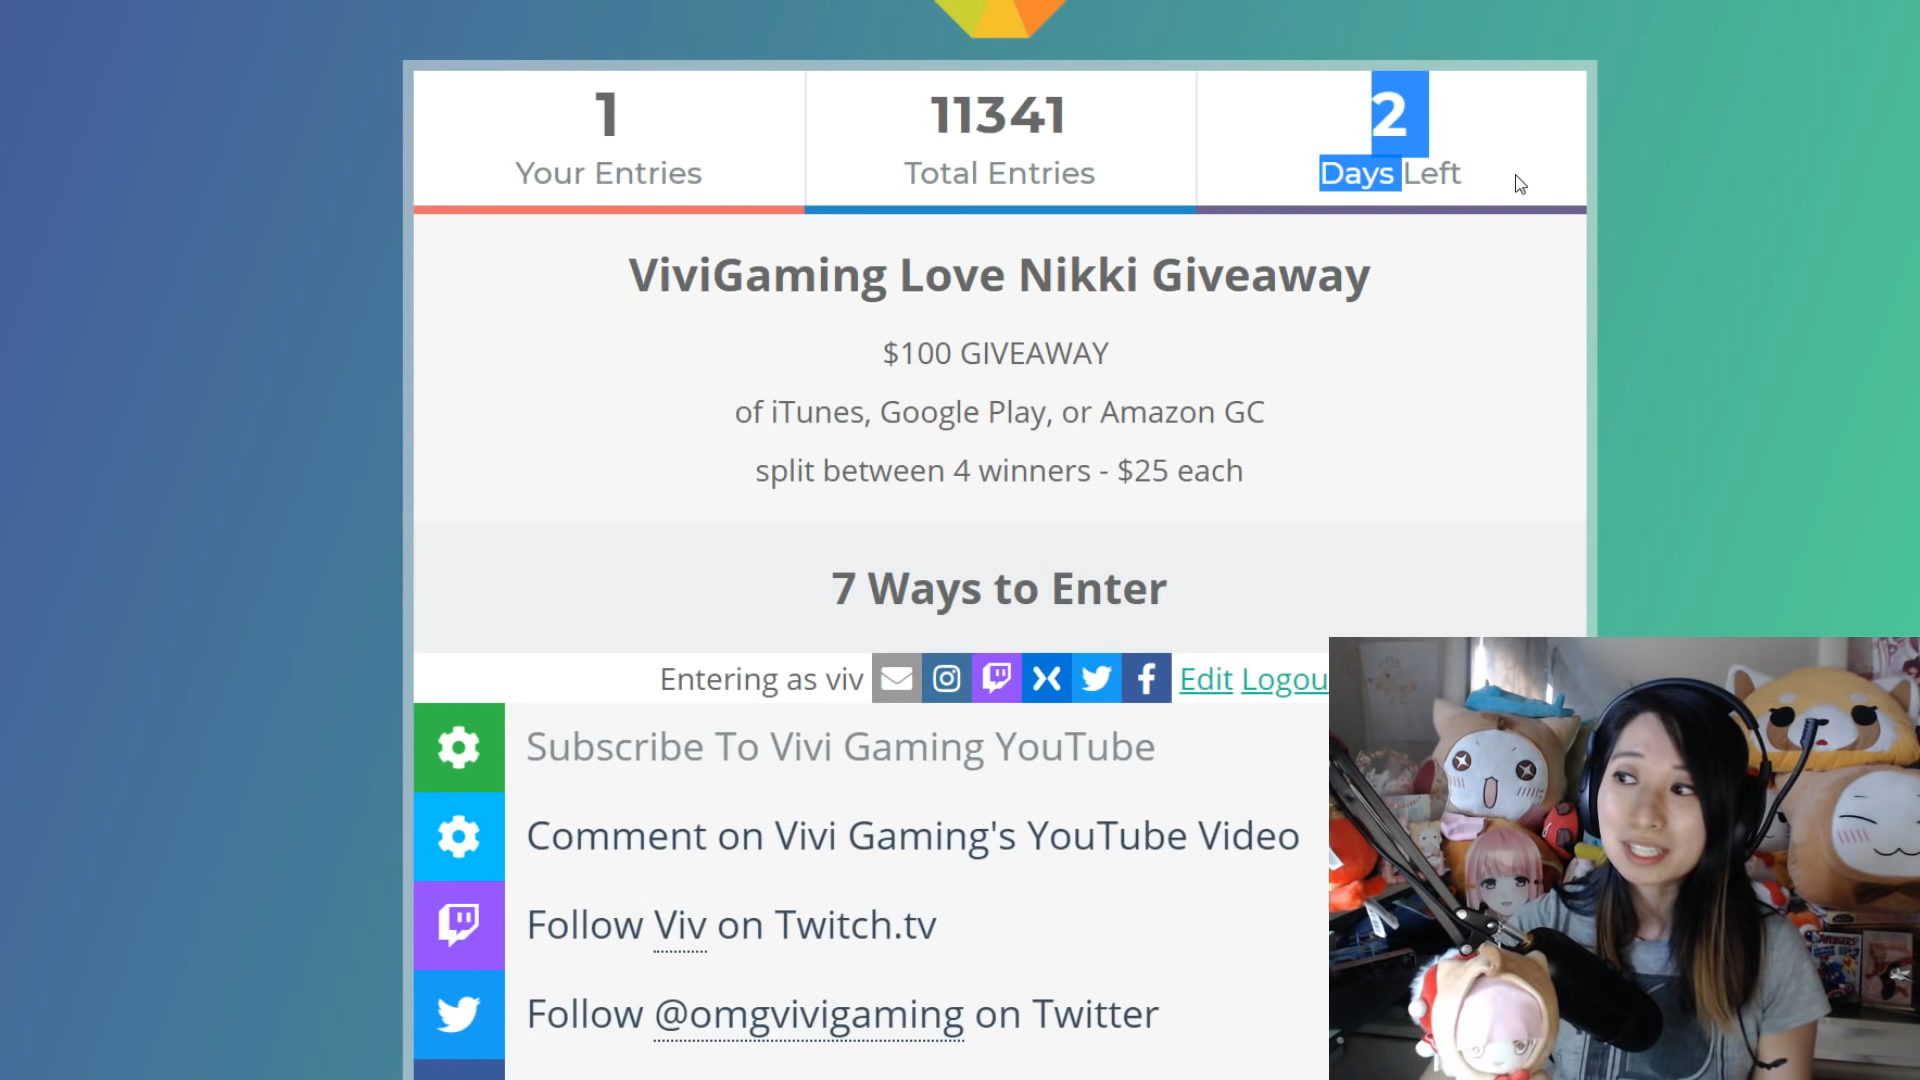 1
Your Entries
11341
Total Entries
2
Days Left
ViviGaming Love Nikki Giveaway
$100 GIVEAWAY
of iTunes, Google Play, or Amazon GC
split between 4 winners - $25 each
7 Ways to Enter
Entering as viv Edit Logou
Subscribe To Vivi Gaming YouTube
Comment on Vivi Gaming's YouTube Video
Follow Viv on Twitch.tv
Follow @omgvivigaming on Twitter